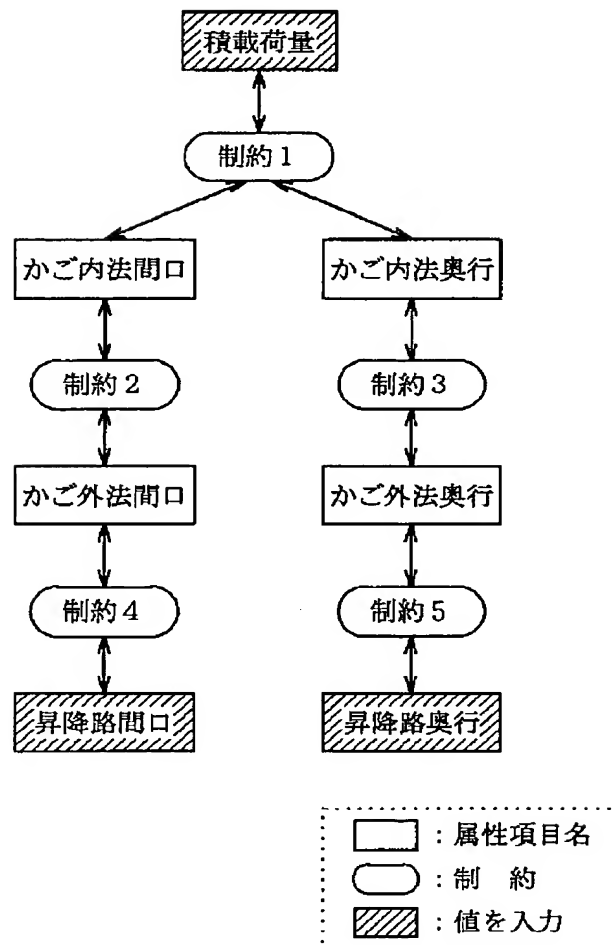 積載荷量
制約1
かご内法間口
かご内法奥行
制約2
制約3
かご外法間口
かご外法奥行
制約4
制約5
昇降路間口
昇降路奥行
:属性項目名
:制 約
:値を入力